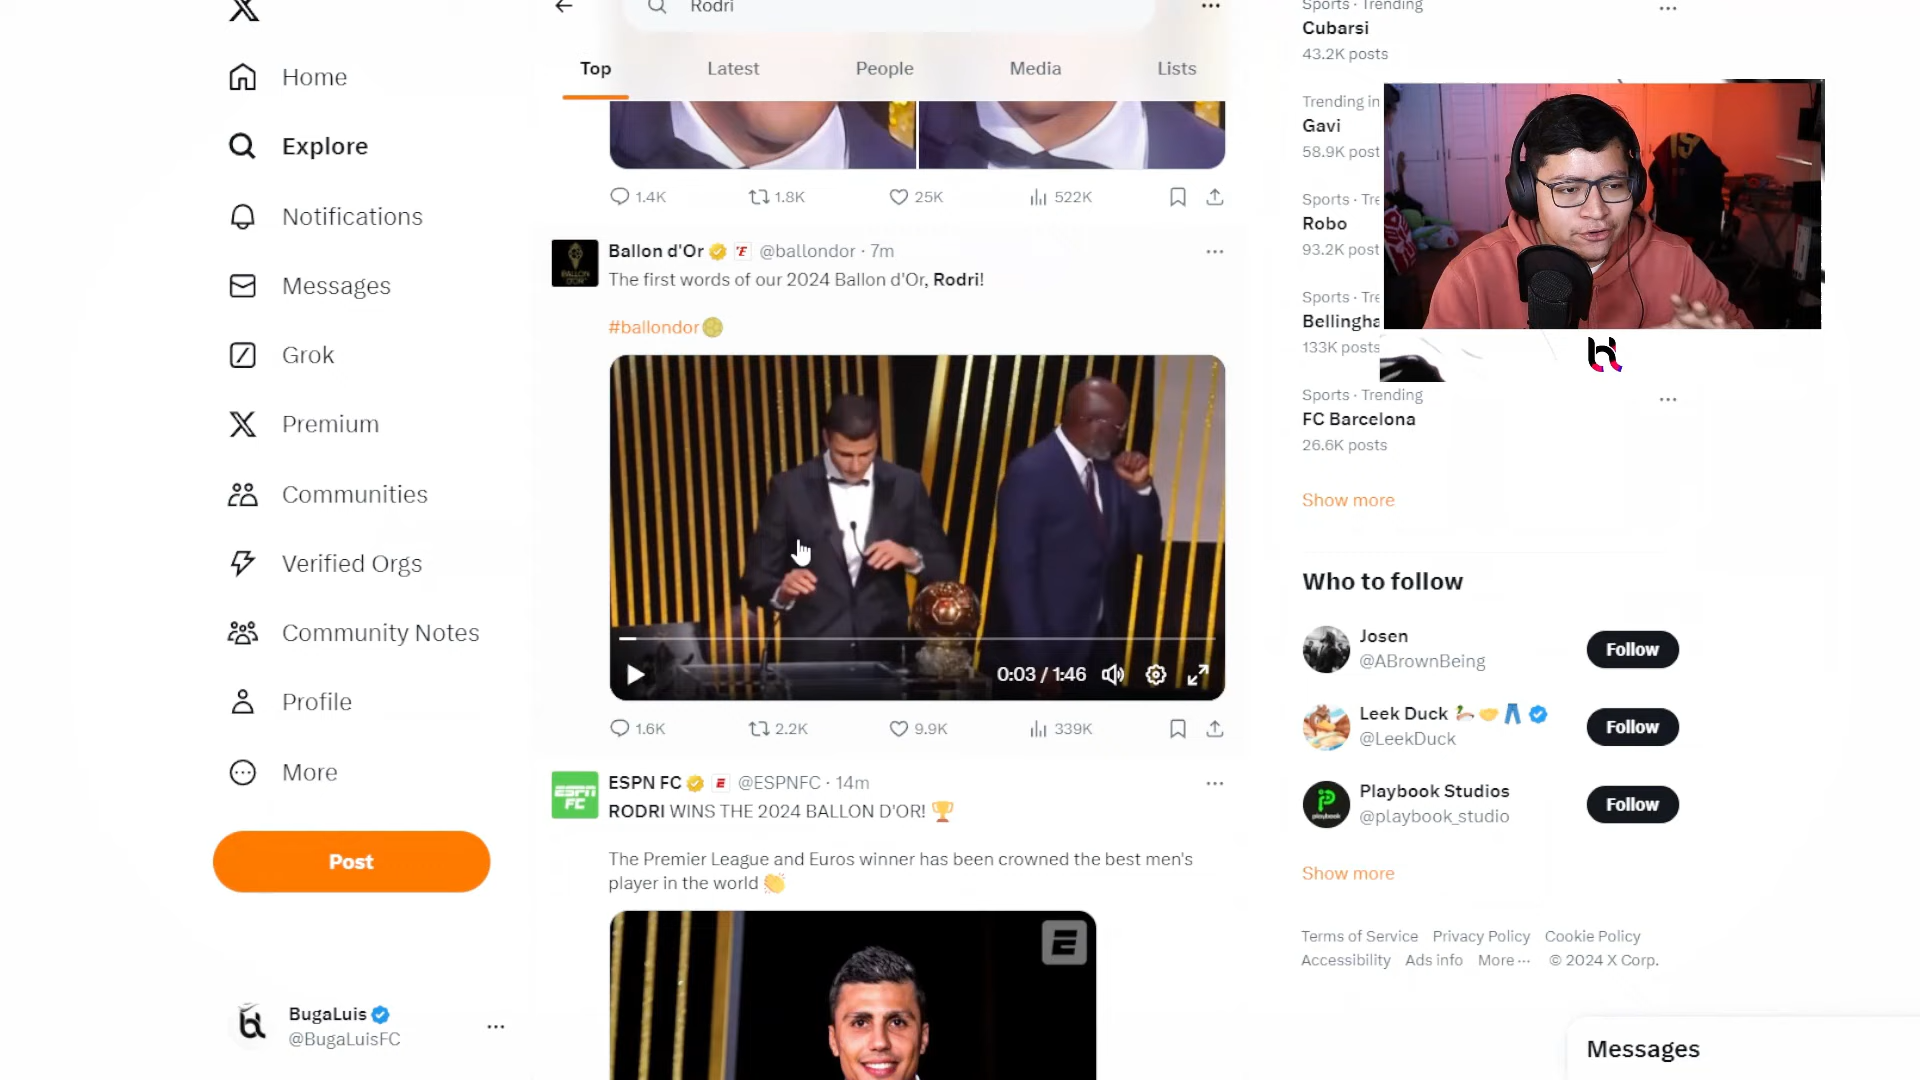 Rodri
Top
Latest
People
Media
Lists
Home
Explore
Notifications
Messages
Grok
Premium
Communities
Verified Orgs
Community Notes
Profile
More
Post
BugaLuis
@BugaLuisFC
1.4K
1.8K
25K
522K
Ballon d'Or @ballondor · 7m
The first words of our 2024 Ballon d'Or, Rodri!
#ballondor
BALLON
D'OR
0:03 / 1:46
1.6K
2.2K
9.9K
339K
ESPN FC @ESPNFC · 14m
ESPN
FC
RODRI WINS THE 2024 BALLON D'OR! 🏆
The Premier League and Euros winner has been crowned the best men's
player in the world 👏
Sports · Trending
Cubarsi
43.2K posts
Trending in
Gavi
58.9K post
Sports · Tre
Robo
93.2K post
Sports · Tre
Bellingha
133K posts
Sports · Trending
FC Barcelona
26.6K posts
Show more
19
Who to follow
Josen
@ABrownBeing
Follow
Leek Duck
@LeekDuck
Follow
Playbook Studios
@playbook_studio
Follow
playbook
Show more
Terms of Service Privacy Policy Cookie Policy
Accessibility Ads info More ··· © 2024 X Corp.
Messages